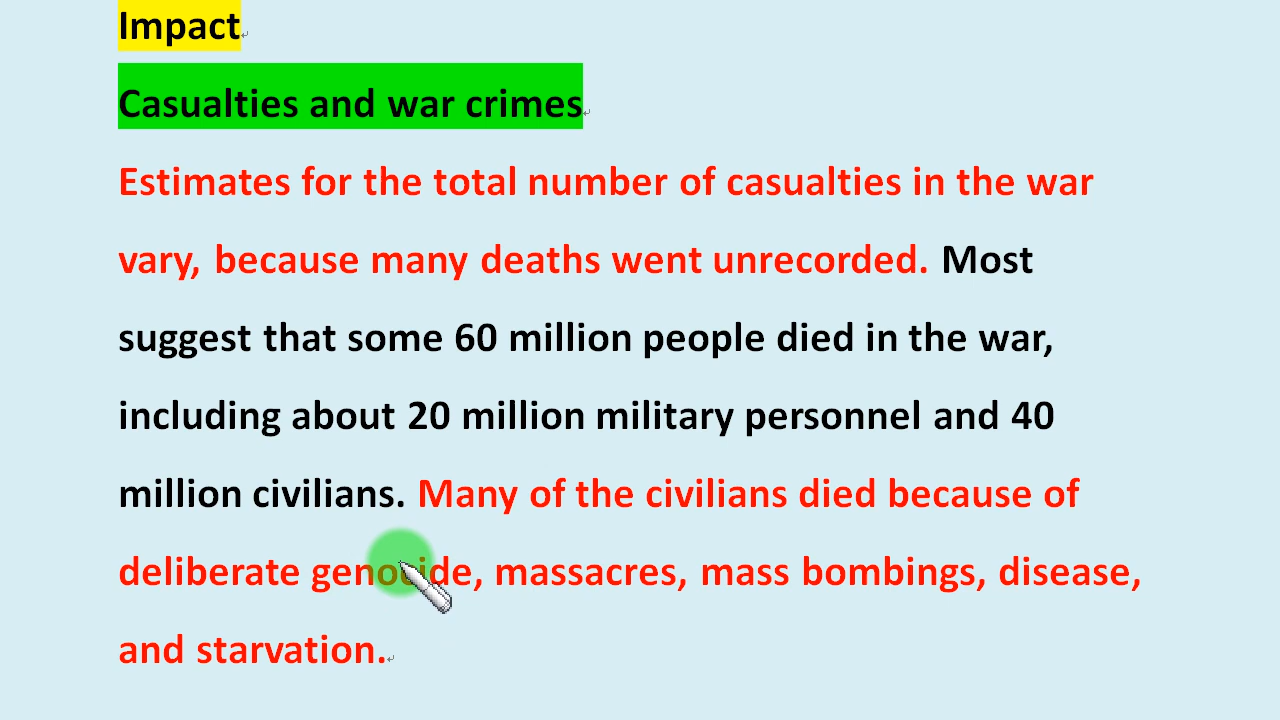 Impact
Casualties and war crimes
Estimates for the total number of casualties in the war
vary, because many deaths went unrecorded. Most
suggest that some 60 million people died in the war,
including about 20 million military personnel and 40
million civilians. Many of the civilians died because of
deliberate genocide, massacres, mass bombings, disease,
and starvation.